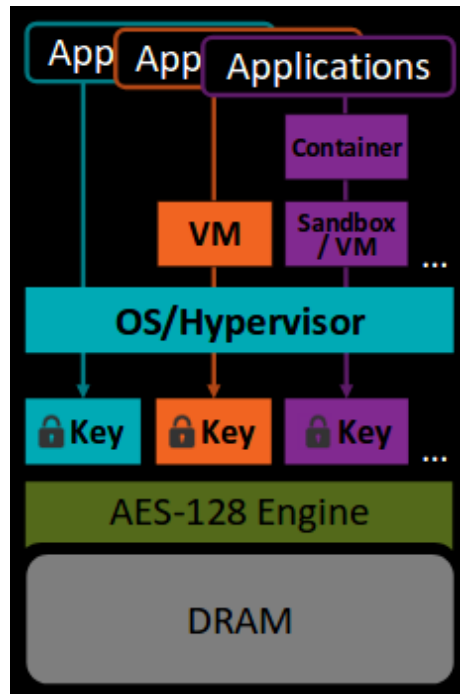 App
App
Applications
Container
VM
Sandbox
/ VM
...
OS/Hypervisor
Key
Key
Key
...
AES-128 Engine
DRAM